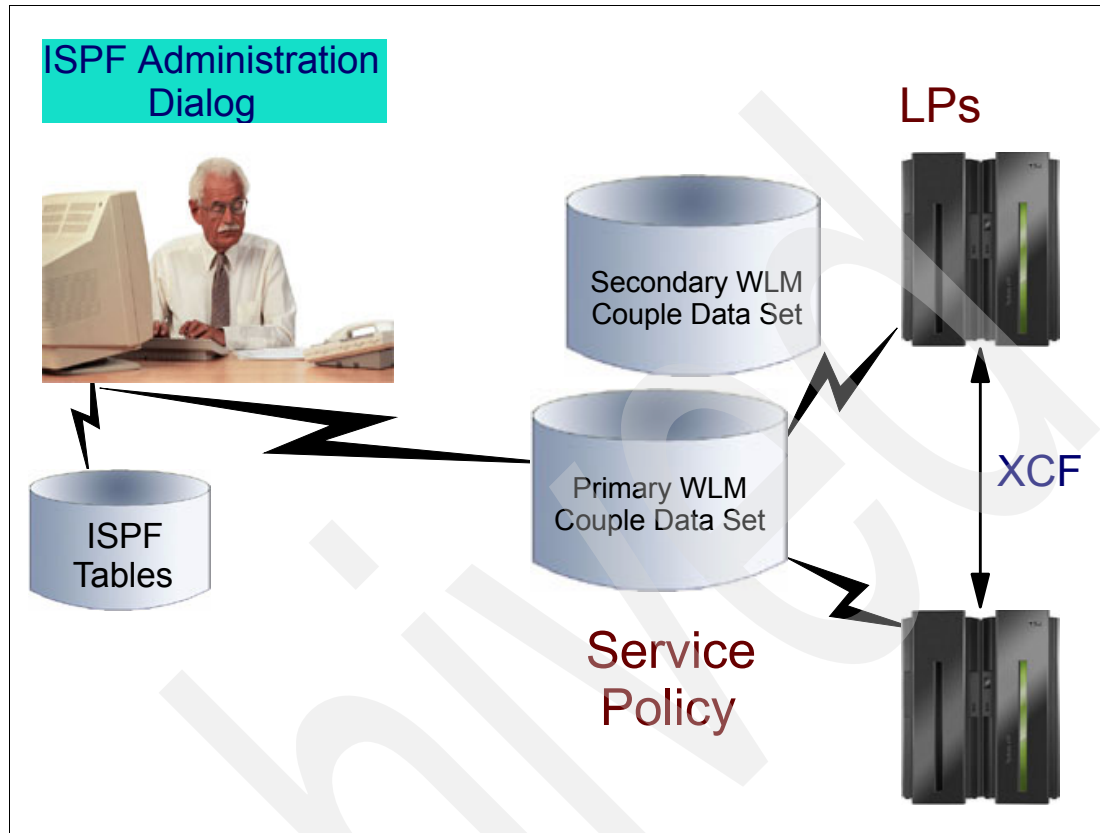 ISPF Administration
Dialog
LPs
Secondary WLM
Couple Data Set
Primary WLM
Couple Data Set
XCF
ISPF
Tables
Service
Policy